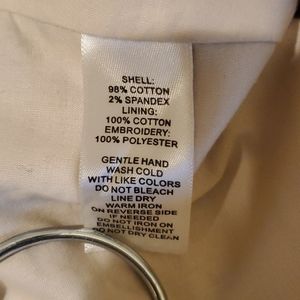 SHELL:
98% COTTON
2% SPANDEX
LINING:
100% COTTON
EMBROIDERY:
100% POLYESTER
GENTLE HAND
WASH COLD
WITH LIKE COLORS
DO NOT BLEACH
LINE DRY
WARM IRON
ON REVERSE SIDE
IF NEEDED
DO NOT IRON ON
EMBELLISHMENT
DO NOT DRY CLEAN